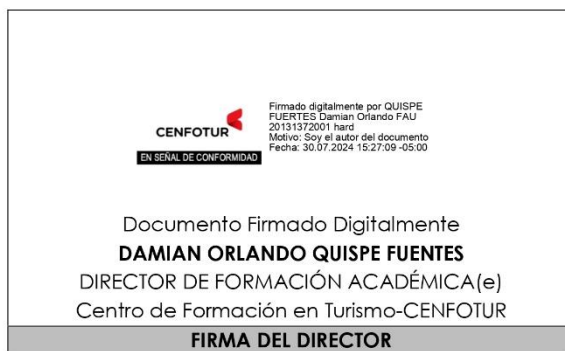 CENFOTUR
EN SEÑAL DE CONFORMIDAD
Firmado digitalmente por QUISPE
FUERTES Damian Orlando FAU
20131372001 hard
Motivo: Soy el autor del documento
Fecha: 30.07.2024 15:27:09 -05:00
Documento Firmado Digitalmente
DAMIAN ORLANDO QUISPE FUENTES
DIRECTOR DE FORMACIÓN ACADÉMICA(e)
Centro de Formación en Turismo-CENFOTUR
FIRMA DEL DIRECTOR